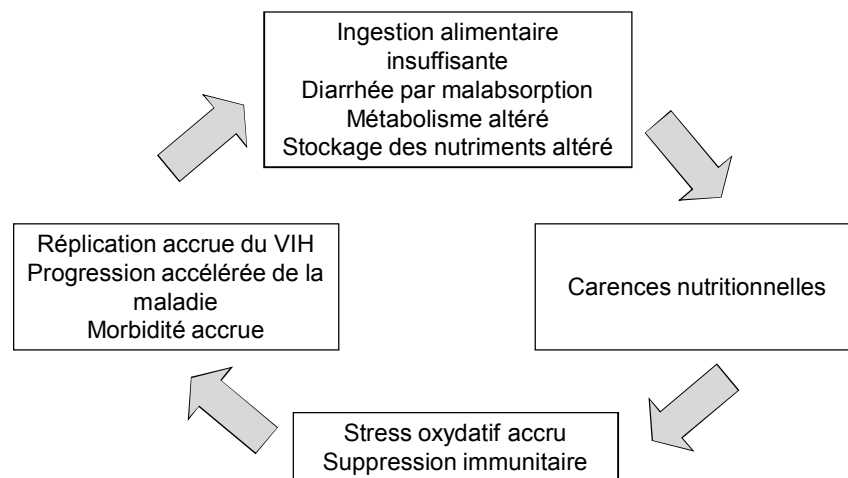 Ingestion alimentaire
insuffisante
Diarrhée par malabsorption
Métabolisme altéré
Stockage des nutriments altéré
Réplication accrue du VIH
Progression accélérée de la
maladie
Morbidité accrue
Carences nutritionnelles
Stress oxydatif accru
Suppression immunitaire